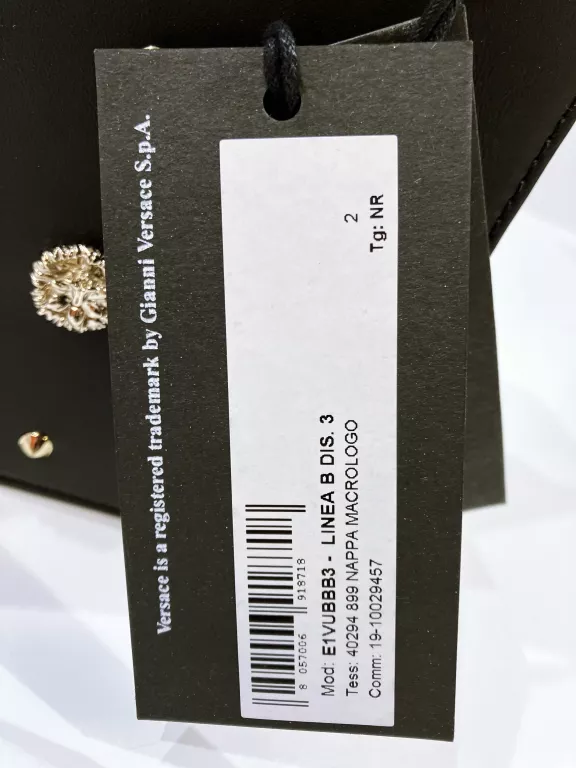 Versace is a registered trademark by Gianni Versace S.p.A.
8 057006 918718
Mod: E1VUBBB3 - LINEA B DIS. 3
2
Tess: 40294 899 NAPPA MACROLOGO
Tg: NR
Comm: 19-10029457